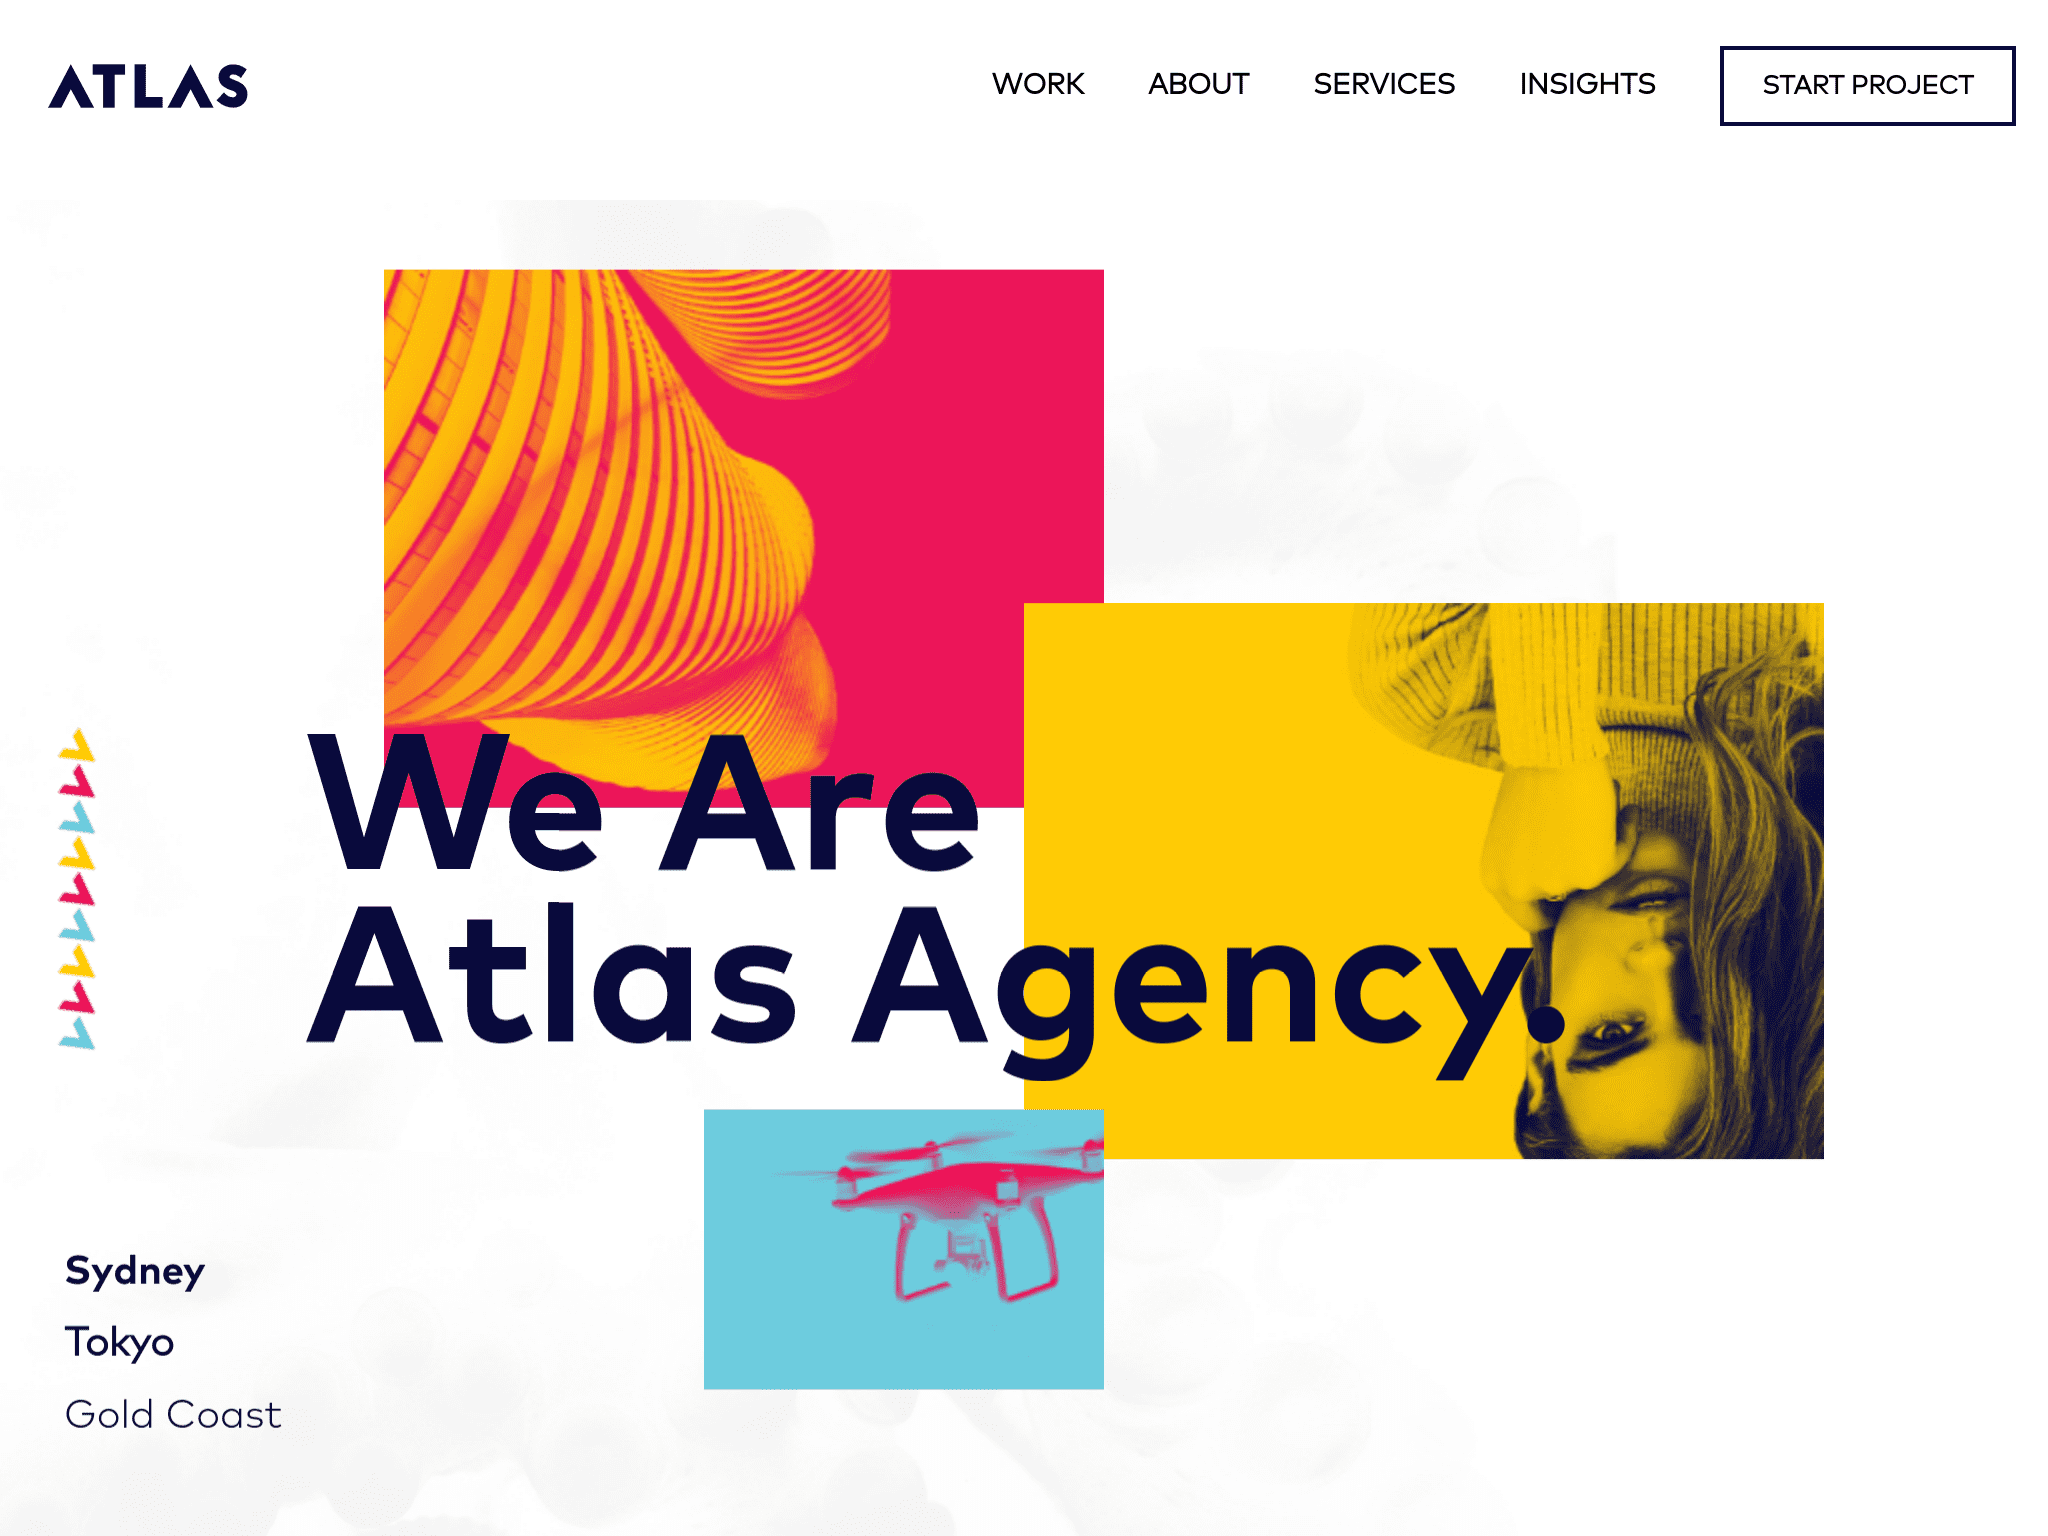 ATLAS
WORK
ABOUT
SERVICES
INSIGHTS
START PROJECT
We Are
Atlas Agency.
Sydney
Tokyo
Gold Coast